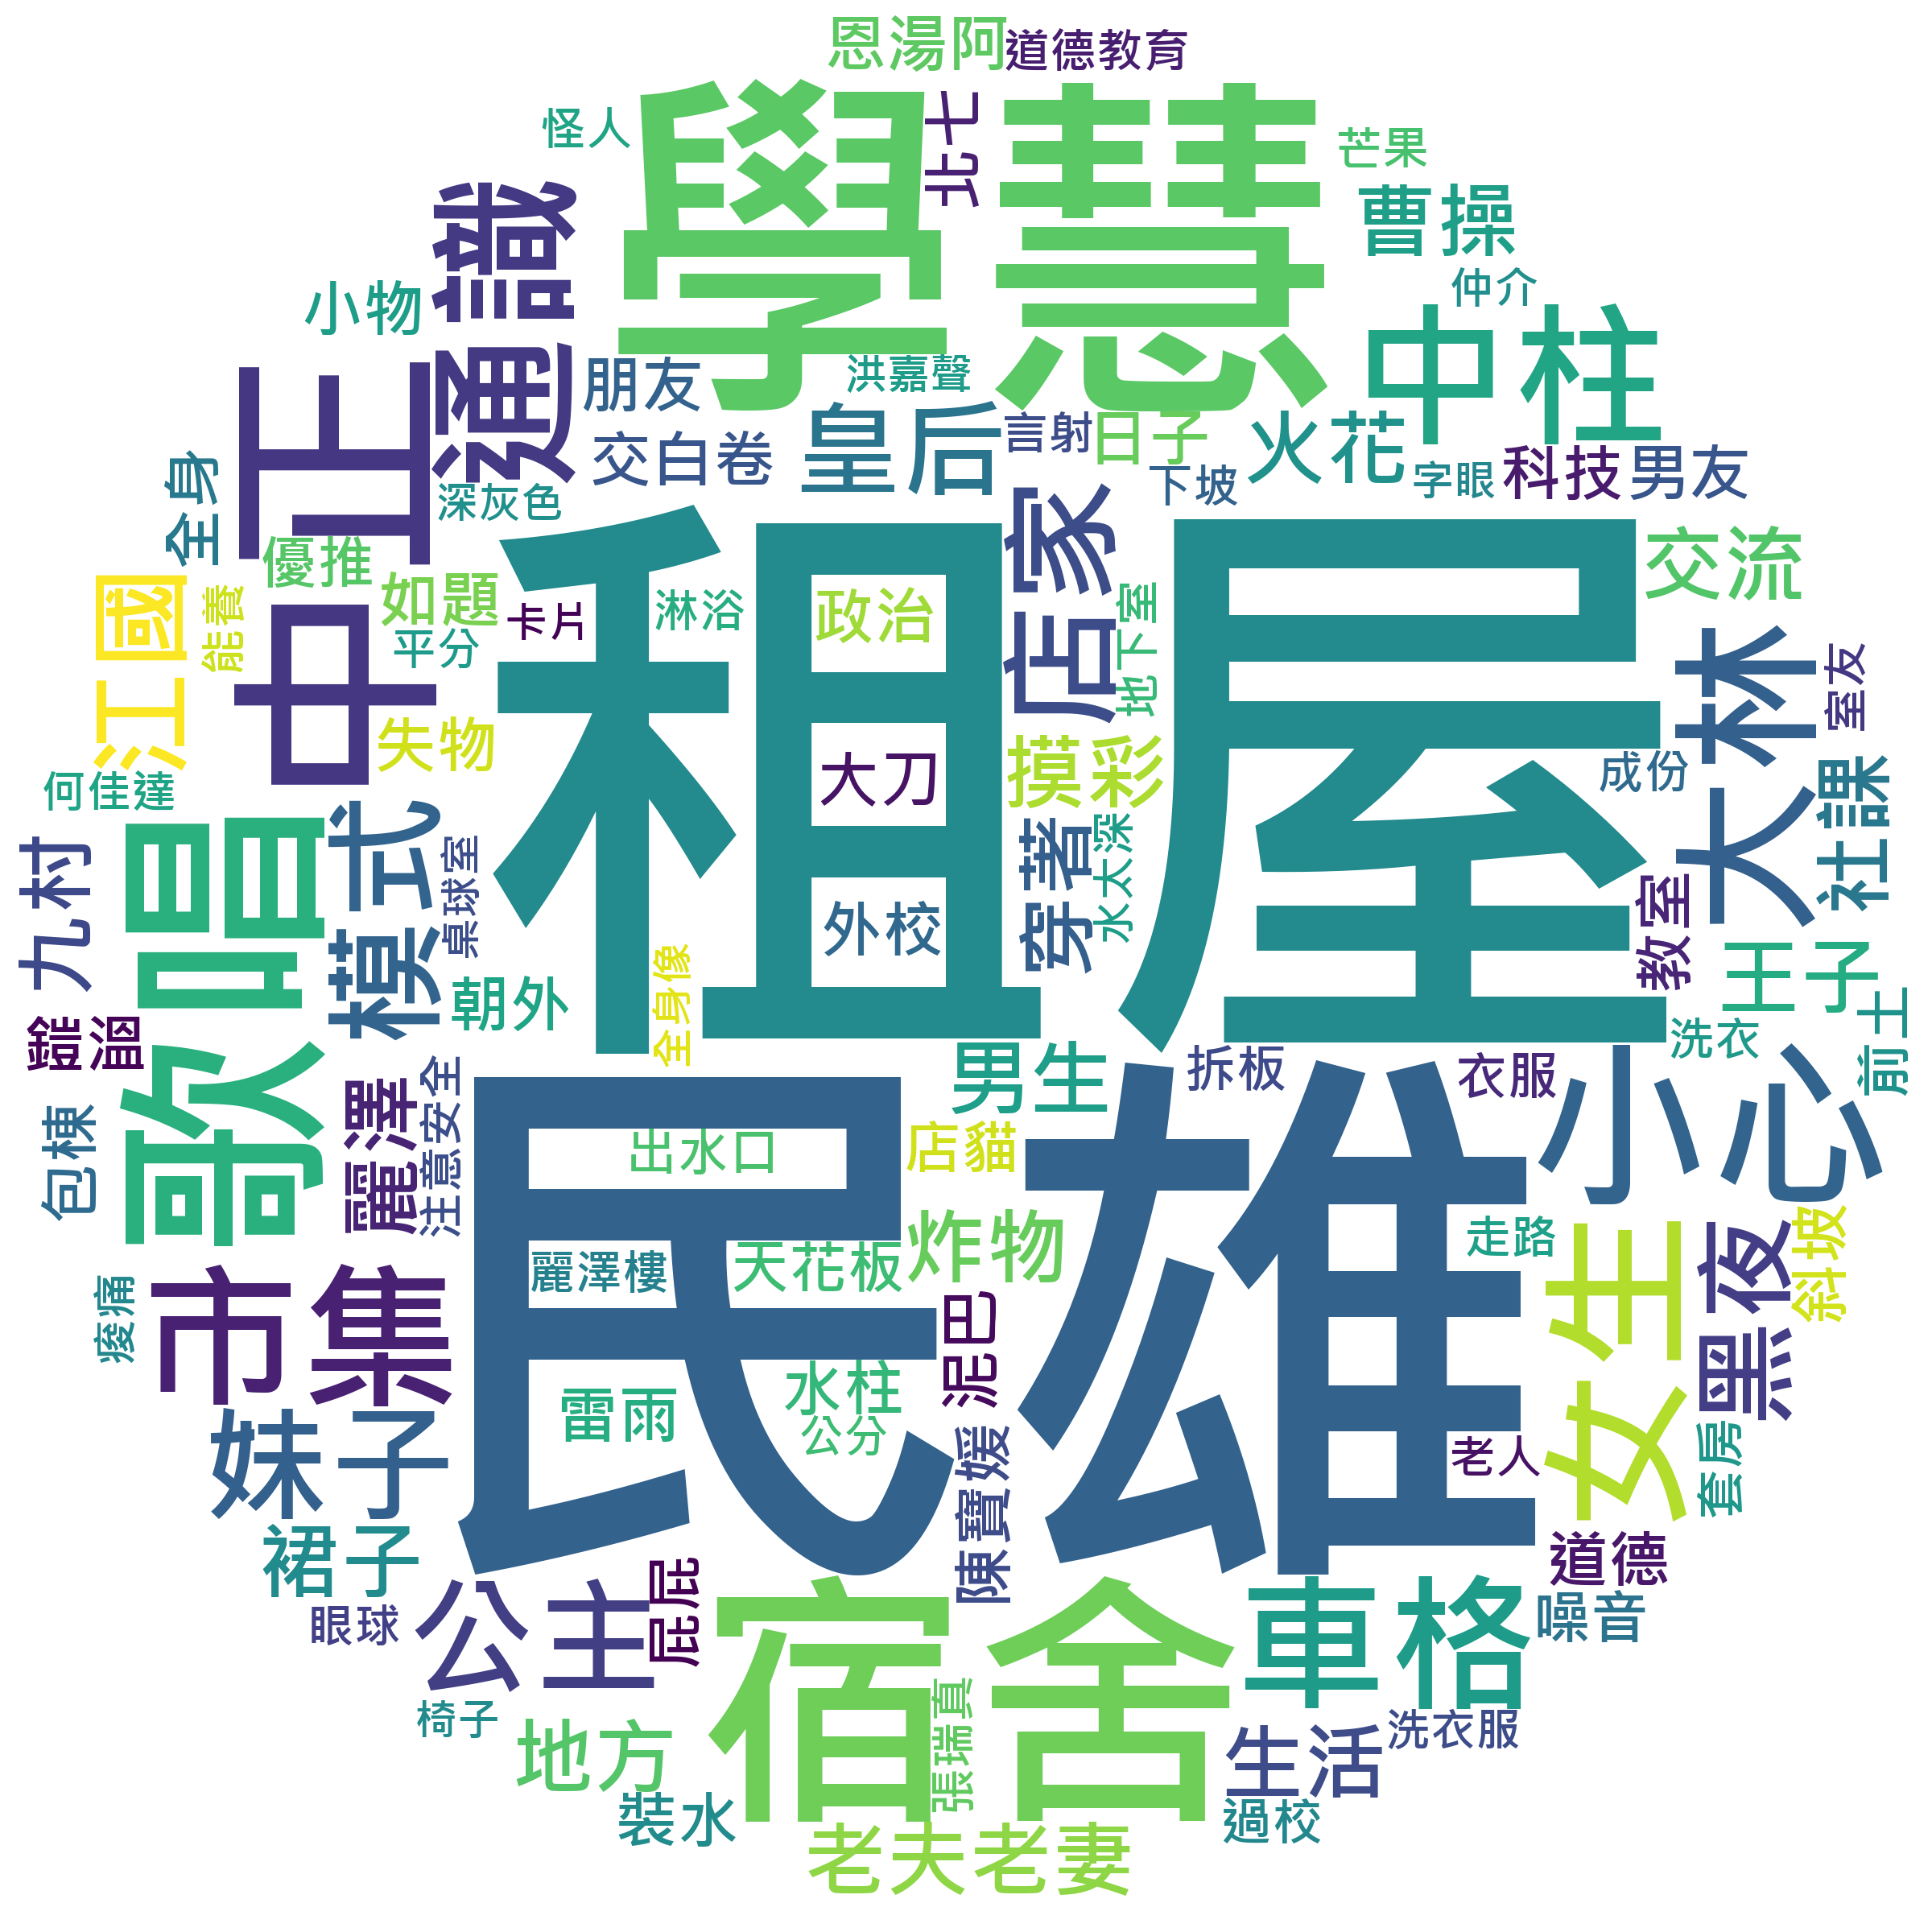 恩湯阿
道德教育
怪人
北七
芒果
學慧
曹操
通識
小物
仲介
中柱
朋友
洪嘉聲
皇后
言射
日子
火花
交白卷
下坡
字眼
科技
男友
全身
中正
深灰色
優推
如題
卡片
淋浴
政治
店家
地下室
交流
江國
能養
平分
租屋
大林
室友
失物
大刀
摸彩
成份
社課
何佳達
九村
唱歌
模式
桌球室
外校
穿著
水太深
教室
王子
朝外
全身像
前士
洗衣
鎧溫
男生
拆板
衣服
小心
包棟
麗澤
注意安全
民雄
出水口
店貓
走路
女生
黑夜
斜坡
麗澤樓
天花板
炸物
痠痛
市集
泥巴
雷雨
水柱
公分
陳寶媛
老人
套房
妹子
裙子
道德
眼球
公主
屁屁
宿舍
車格
噪音
椅子
地方
張瑞真
生活
洗衣服
裝水
過校
老夫老妻